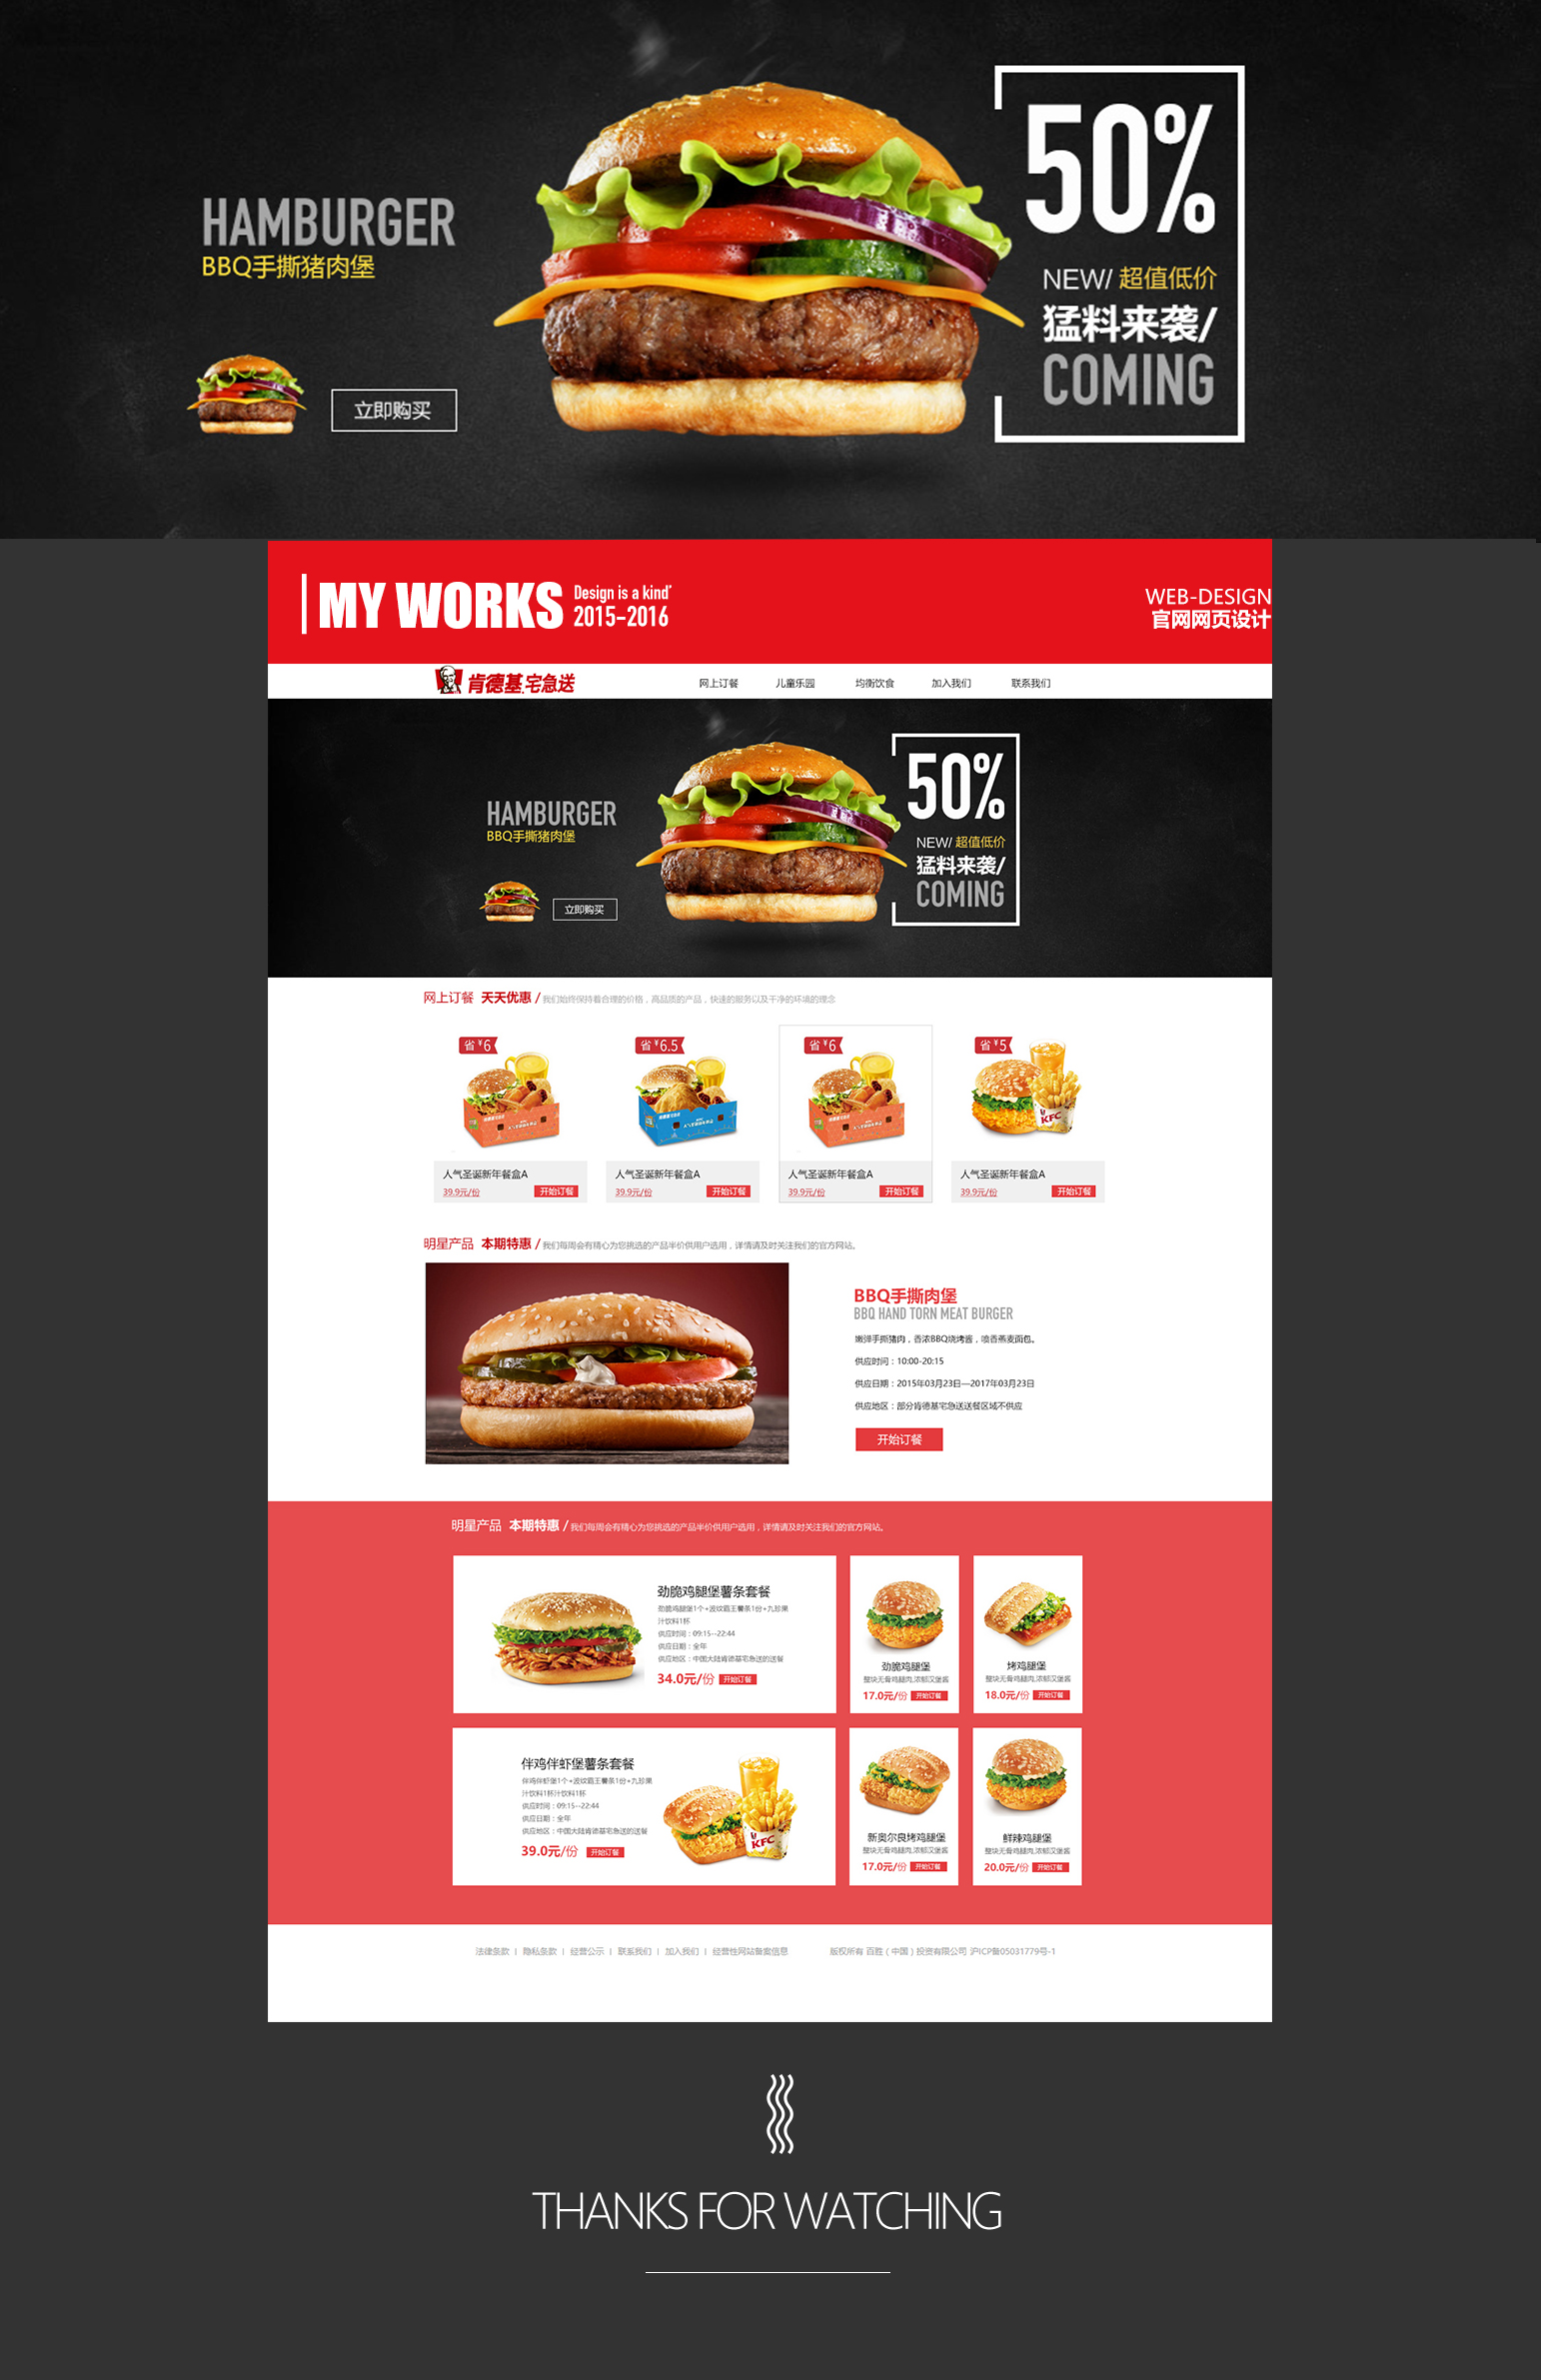 HAMBURGER
BBQ手撕猪肉堡
立即购买
50%
NEW/ 超值低价
猛料来袭/
COMING
MY WORKS
Design is a kind
2015-2016
WEB-DESIGN
官网网页设计
肯德基宅急送
网上订餐 儿童乐园 均衡饮食 加入我们 联系我们
HAMBURGER
BBQ手撕猪肉堡
立即购买
50%
NEW/ 超值低价
猛料来袭/
COMING
网上订餐 天天优惠 / 我们始终保持着合理的价格，高品质的产品，快速的服务以及干净的环境的理念
省 ¥6
人气圣诞新年餐盒A
39.9元/份 开始订餐
省 ¥6.5
人气圣诞新年餐盒A
39.9元/份 开始订餐
省 ¥6
人气圣诞新年餐盒A
39.9元/份 开始订餐
省 ¥5
KFC
人气圣诞新年餐盒A
39.9元/份 开始订餐
明星产品 本期特惠 / 我们每周会有精心为您挑选的产品半价供用户选用，详情请及时关注我们的官方网站。
BBQ手撕肉堡
BBQ HAND TORN MEAT BURGER
嫩弹手撕猪肉，香浓BBQ烧烤酱，喷香燕麦面包。
供应时间：10:00-20:15
供应日期：2015年03月23日—2017年03月23日
供应地区：部分肯德基宅急送送餐区域不供应
开始订餐
明星产品 本期特惠 / 我们每周会有精心为您挑选的产品半价供用户选用，详情请及时关注我们的官方网站。
劲脆鸡腿堡薯条套餐
劲脆鸡腿堡1个+波纹霸王薯条1份+九珍果
汁饮料1杯
供应时间：09:15--22:44
供应日期：全年
供应地区：中国大陆肯德基宅急送的送餐
34.0元/份 开始订餐
劲脆鸡腿堡
整块无骨鸡腿肉,浓郁汉堡酱
17.0元/份 开始订餐
烤鸡腿堡
整块无骨鸡腿肉,浓郁汉堡酱
18.0元/份 开始订餐
伴鸡伴虾堡薯条套餐
伴鸡伴虾堡1个+波纹霸王薯条1份+九珍果
汁饮料1杯汁饮料1杯
供应时间：09:15--22:44
供应日期：全年
供应地区：中国大陆肯德基宅急送的送餐
39.0元/份 开始订餐
KFC
新奥尔良烤鸡腿堡
整块无骨鸡腿肉,浓郁汉堡酱
17.0元/份 开始订餐
鲜辣鸡腿堡
整块无骨鸡腿肉,浓郁汉堡酱
20.0元/份 开始订餐
法律条款 | 隐私条款 | 经营公示 | 联系我们 | 加入我们 | 经营性网站备案信息 版权所有 百胜（中国）投资有限公司 沪ICP备05031779号-1
THANKS FOR WATCHING